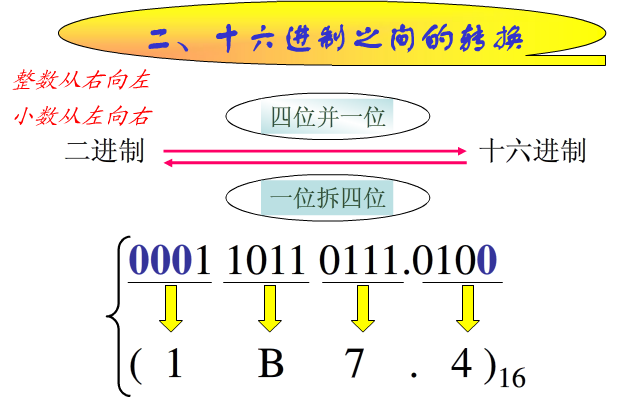 二、十六进制之间的转换
整数从右向左
小数从左向右
四位并一位
二进制
十六进制
一位拆四位
0001 1011 0111.0100
( 1 B 7 . 4 )16